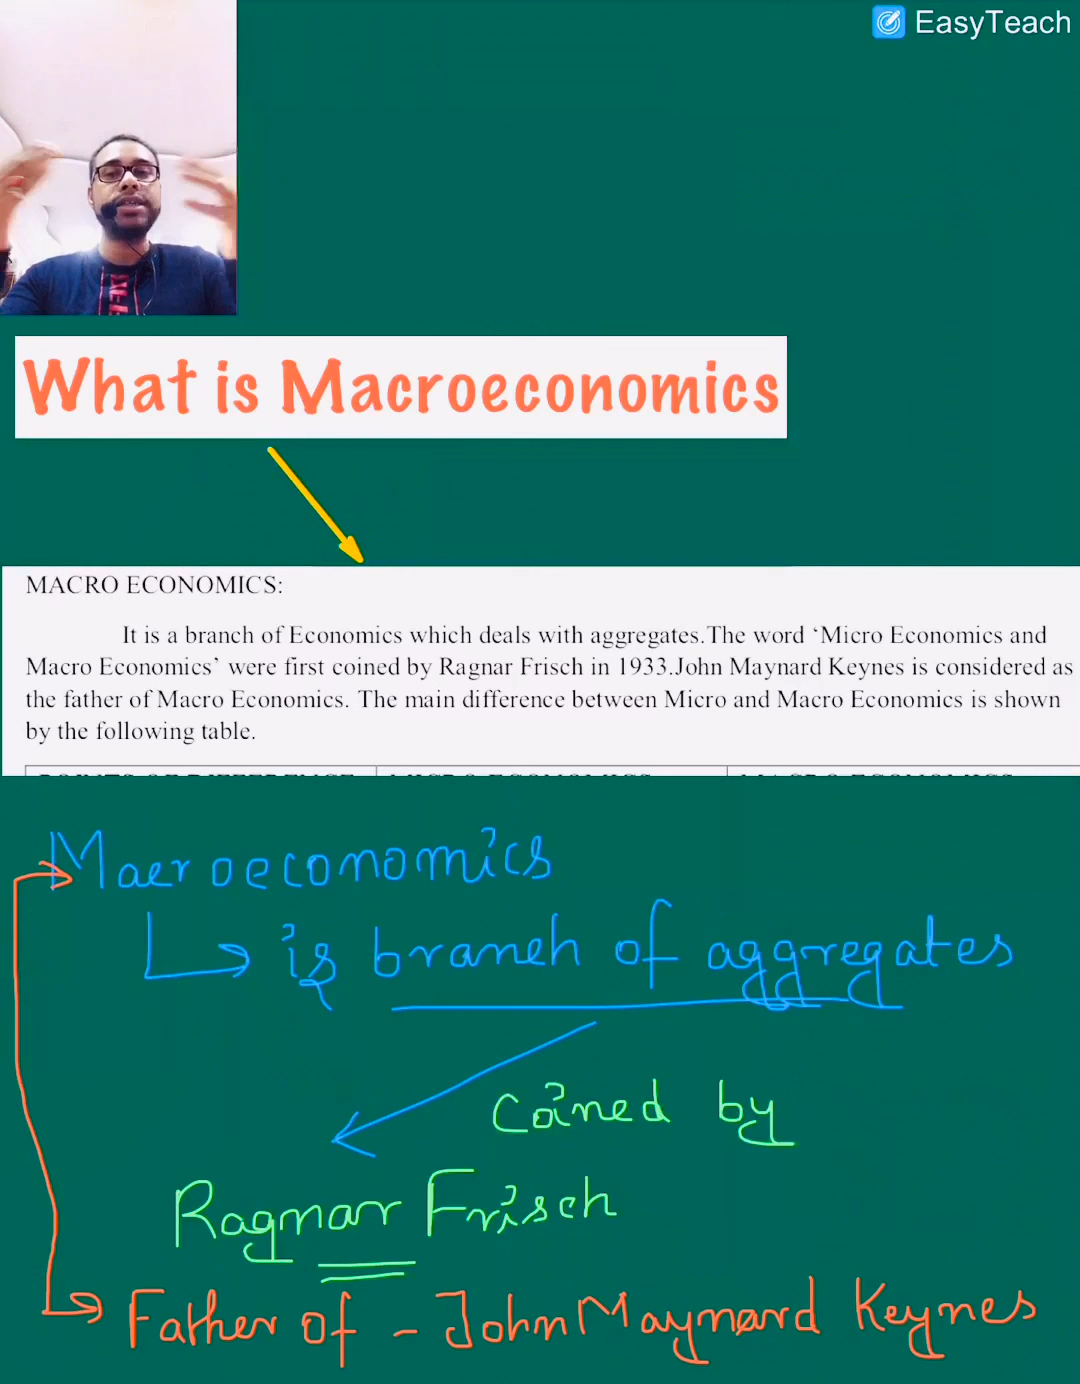 EasyTeach
What is Macroeconomics
MACRO ECONOMICS:
It is a branch of Economics which deals with aggregates.The word ‘Micro Economics and
Macro Economics’ were first coined by Ragnar Frisch in 1933.John Maynard Keynes is considered as
the father of Macro Economics. The main difference between Micro and Macro Economics is shown
by the following table.
Macroeconomics
is branch of aggregates
Coined by
Ragnar Frisch
Father of - John Maynard Keynes